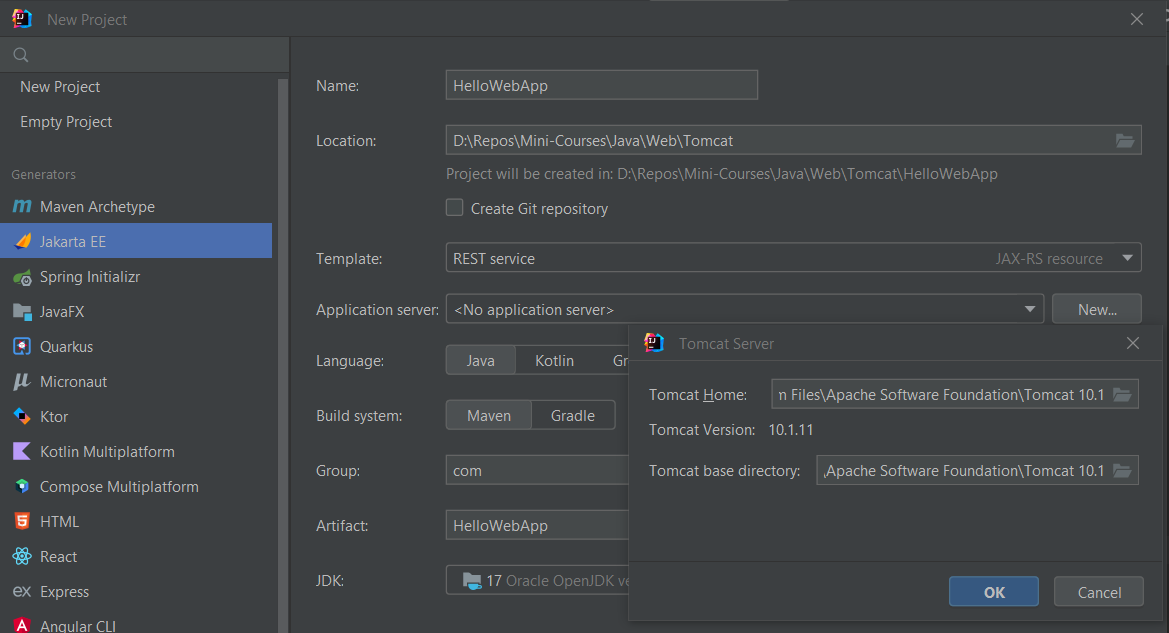 New Project
New Project
Empty Project
Generators
Maven Archetype
Jakarta EE
Spring Initializr
JavaFX
Quarkus
Micronaut
Ktor
Kotlin Multiplatform
Compose Multiplatform
HTML
React
ex Express
Angular CLI
Name: HelloWebApp
Location: D:\Repos\Mini-Courses\Java\Web\Tomcat
Project will be created in: D:\Repos\Mini-Courses\Java\Web\Tomcat\HelloWebApp
Create Git repository
Template: REST service JAX-RS resource
Application server: <No application server> New...
Language: Java Kotlin Gr
Build system: Maven Gradle
Group: com
Artifact: HelloWebApp
JDK: 17 Oracle OpenJDK ve
Tomcat Server
Tomcat Home: n Files\Apache Software Foundation\Tomcat 10.1
Tomcat Version: 10.1.11
Tomcat base directory: \Apache Software Foundation\Tomcat 10.1
OK Cancel